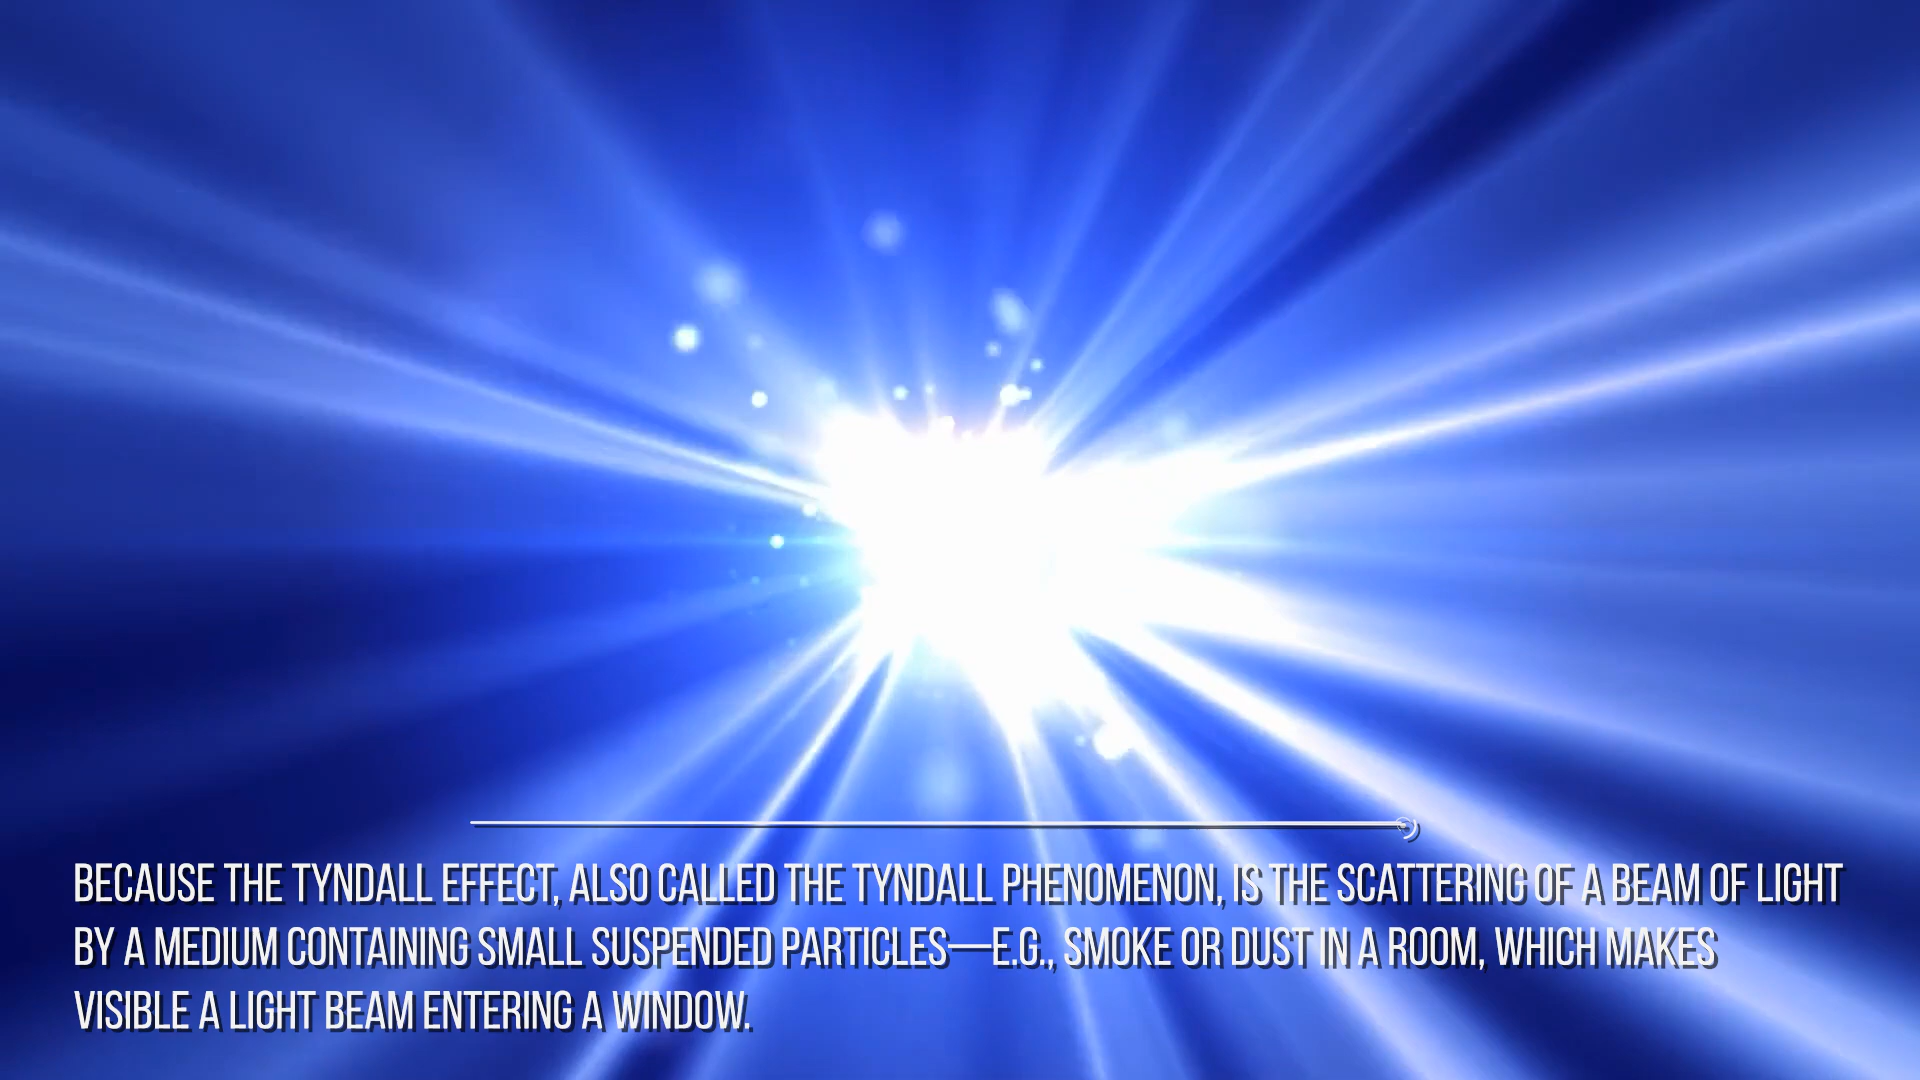 BECAUSE THE TYNDALL EFFECT, ALSO CALLED THE TYNDALL PHENOMENON, IS THE SCATTERING OF A BEAM OF LIGHT
BY A MEDIUM CONTAINING SMALL SUSPENDED PARTICLES—E.G., SMOKE OR DUST IN A ROOM, WHICH MAKES
VISIBLE A LIGHT BEAM ENTERING A WINDOW.